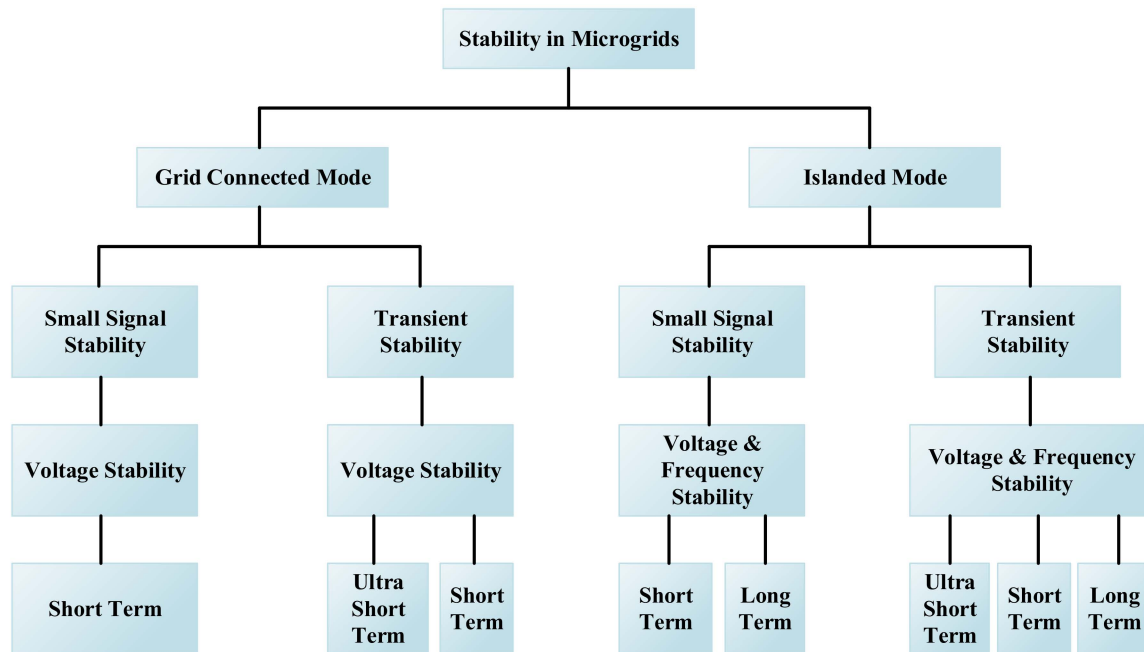 Stability in Microgrids
Grid Connected Mode
Islanded Mode
Small Signal
Stability
Transient
Stability
Small Signal
Stability
Transient
Stability
Voltage Stability
Voltage Stability
Voltage &
Frequency
Stability
Voltage & Frequency
Stability
Short Term
Ultra
Short
Term
Short
Term
Short
Term
Long
Term
Ultra
Short
Term
Short
Term
Long
Term